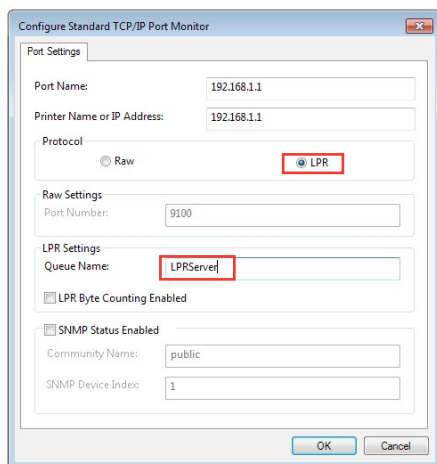 Configure Standard TCP/IP Port Monitor
Port Settings
Port Name: 192.168.1.1
Printer Name or IP Address: 192.168.1.1
Protocol
Raw LPR
Raw Settings
Port Number: 9100
LPR Settings
Queue Name: LPRServer
LPR Byte Counting Enabled
SNMP Status Enabled
Community Name: public
SNMP Device Index: 1
OK Cancel